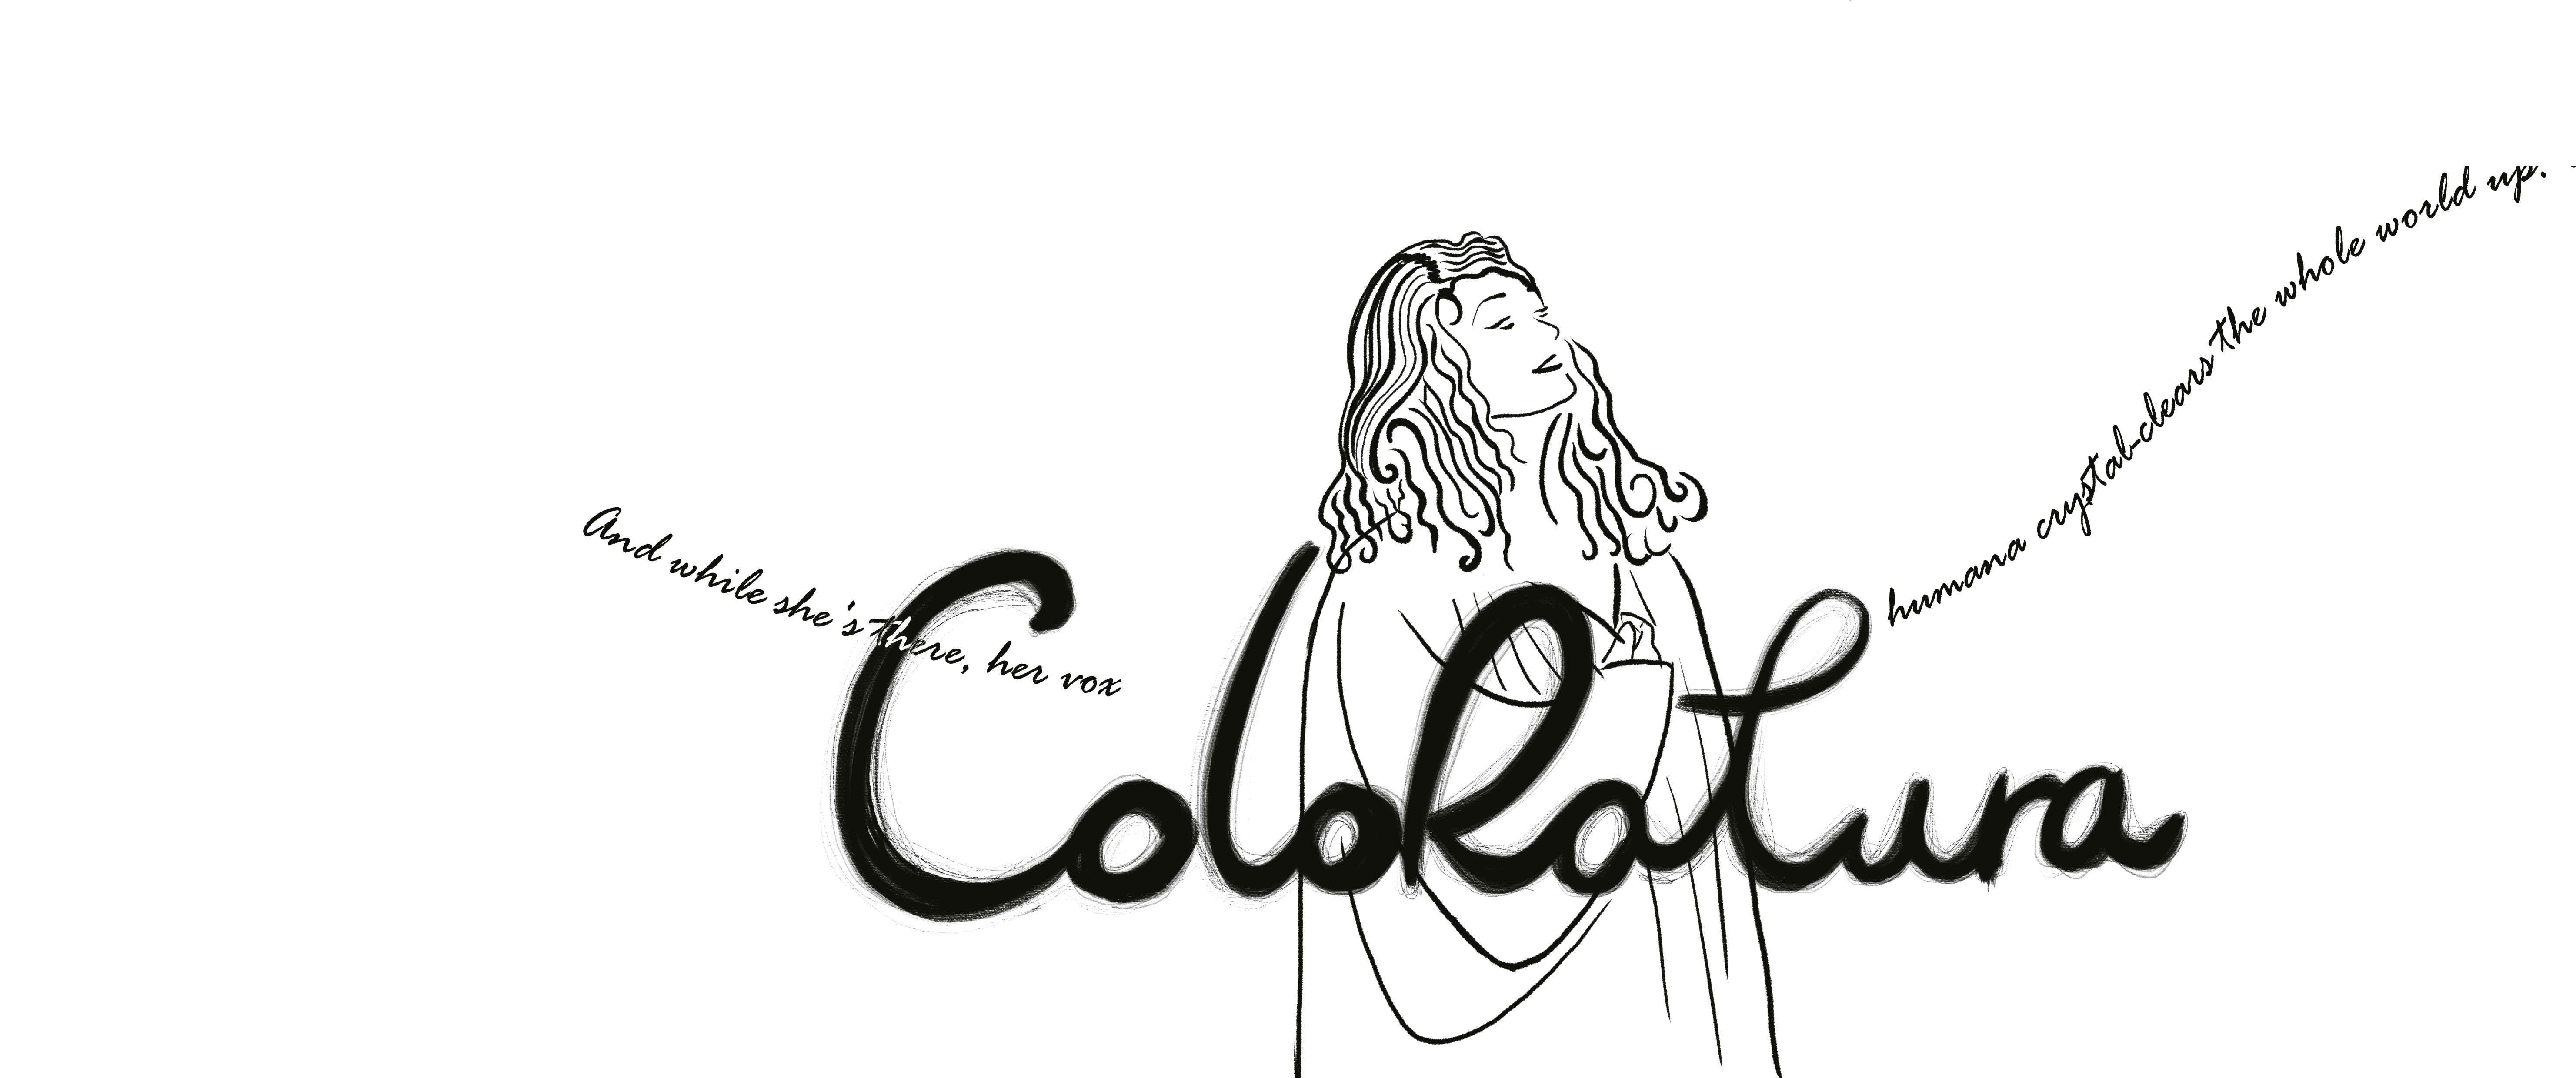 And while she's there, her vox
humana crystal-clears the whole world up.
ColoRatura